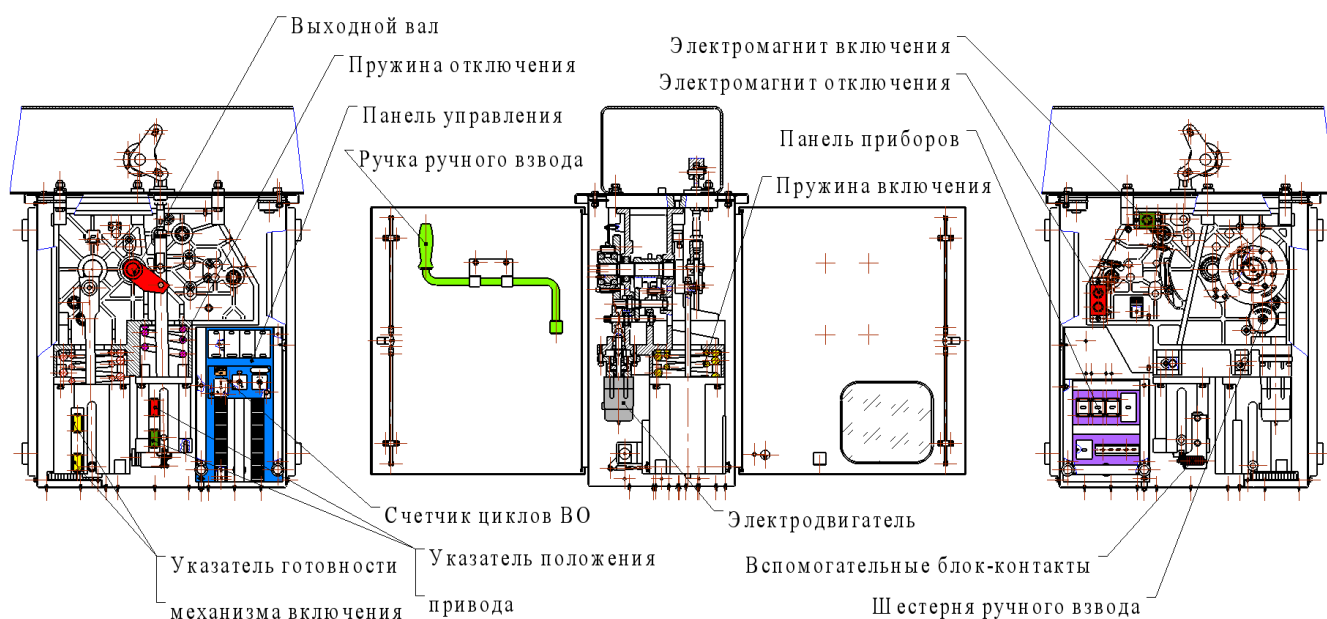 Выходной вал
Пружина отключения
Панель управления
Ручка ручного взвода
Электромагнит включения
Электромагнит отключения
Панель приборов
Пружина включения
Счетчик циклов ВО
Электродвигатель
Указатель готовности
механизма включения
Указатель положения
привода
Вспомогательные блок-контакты
Шестерня ручного взвода